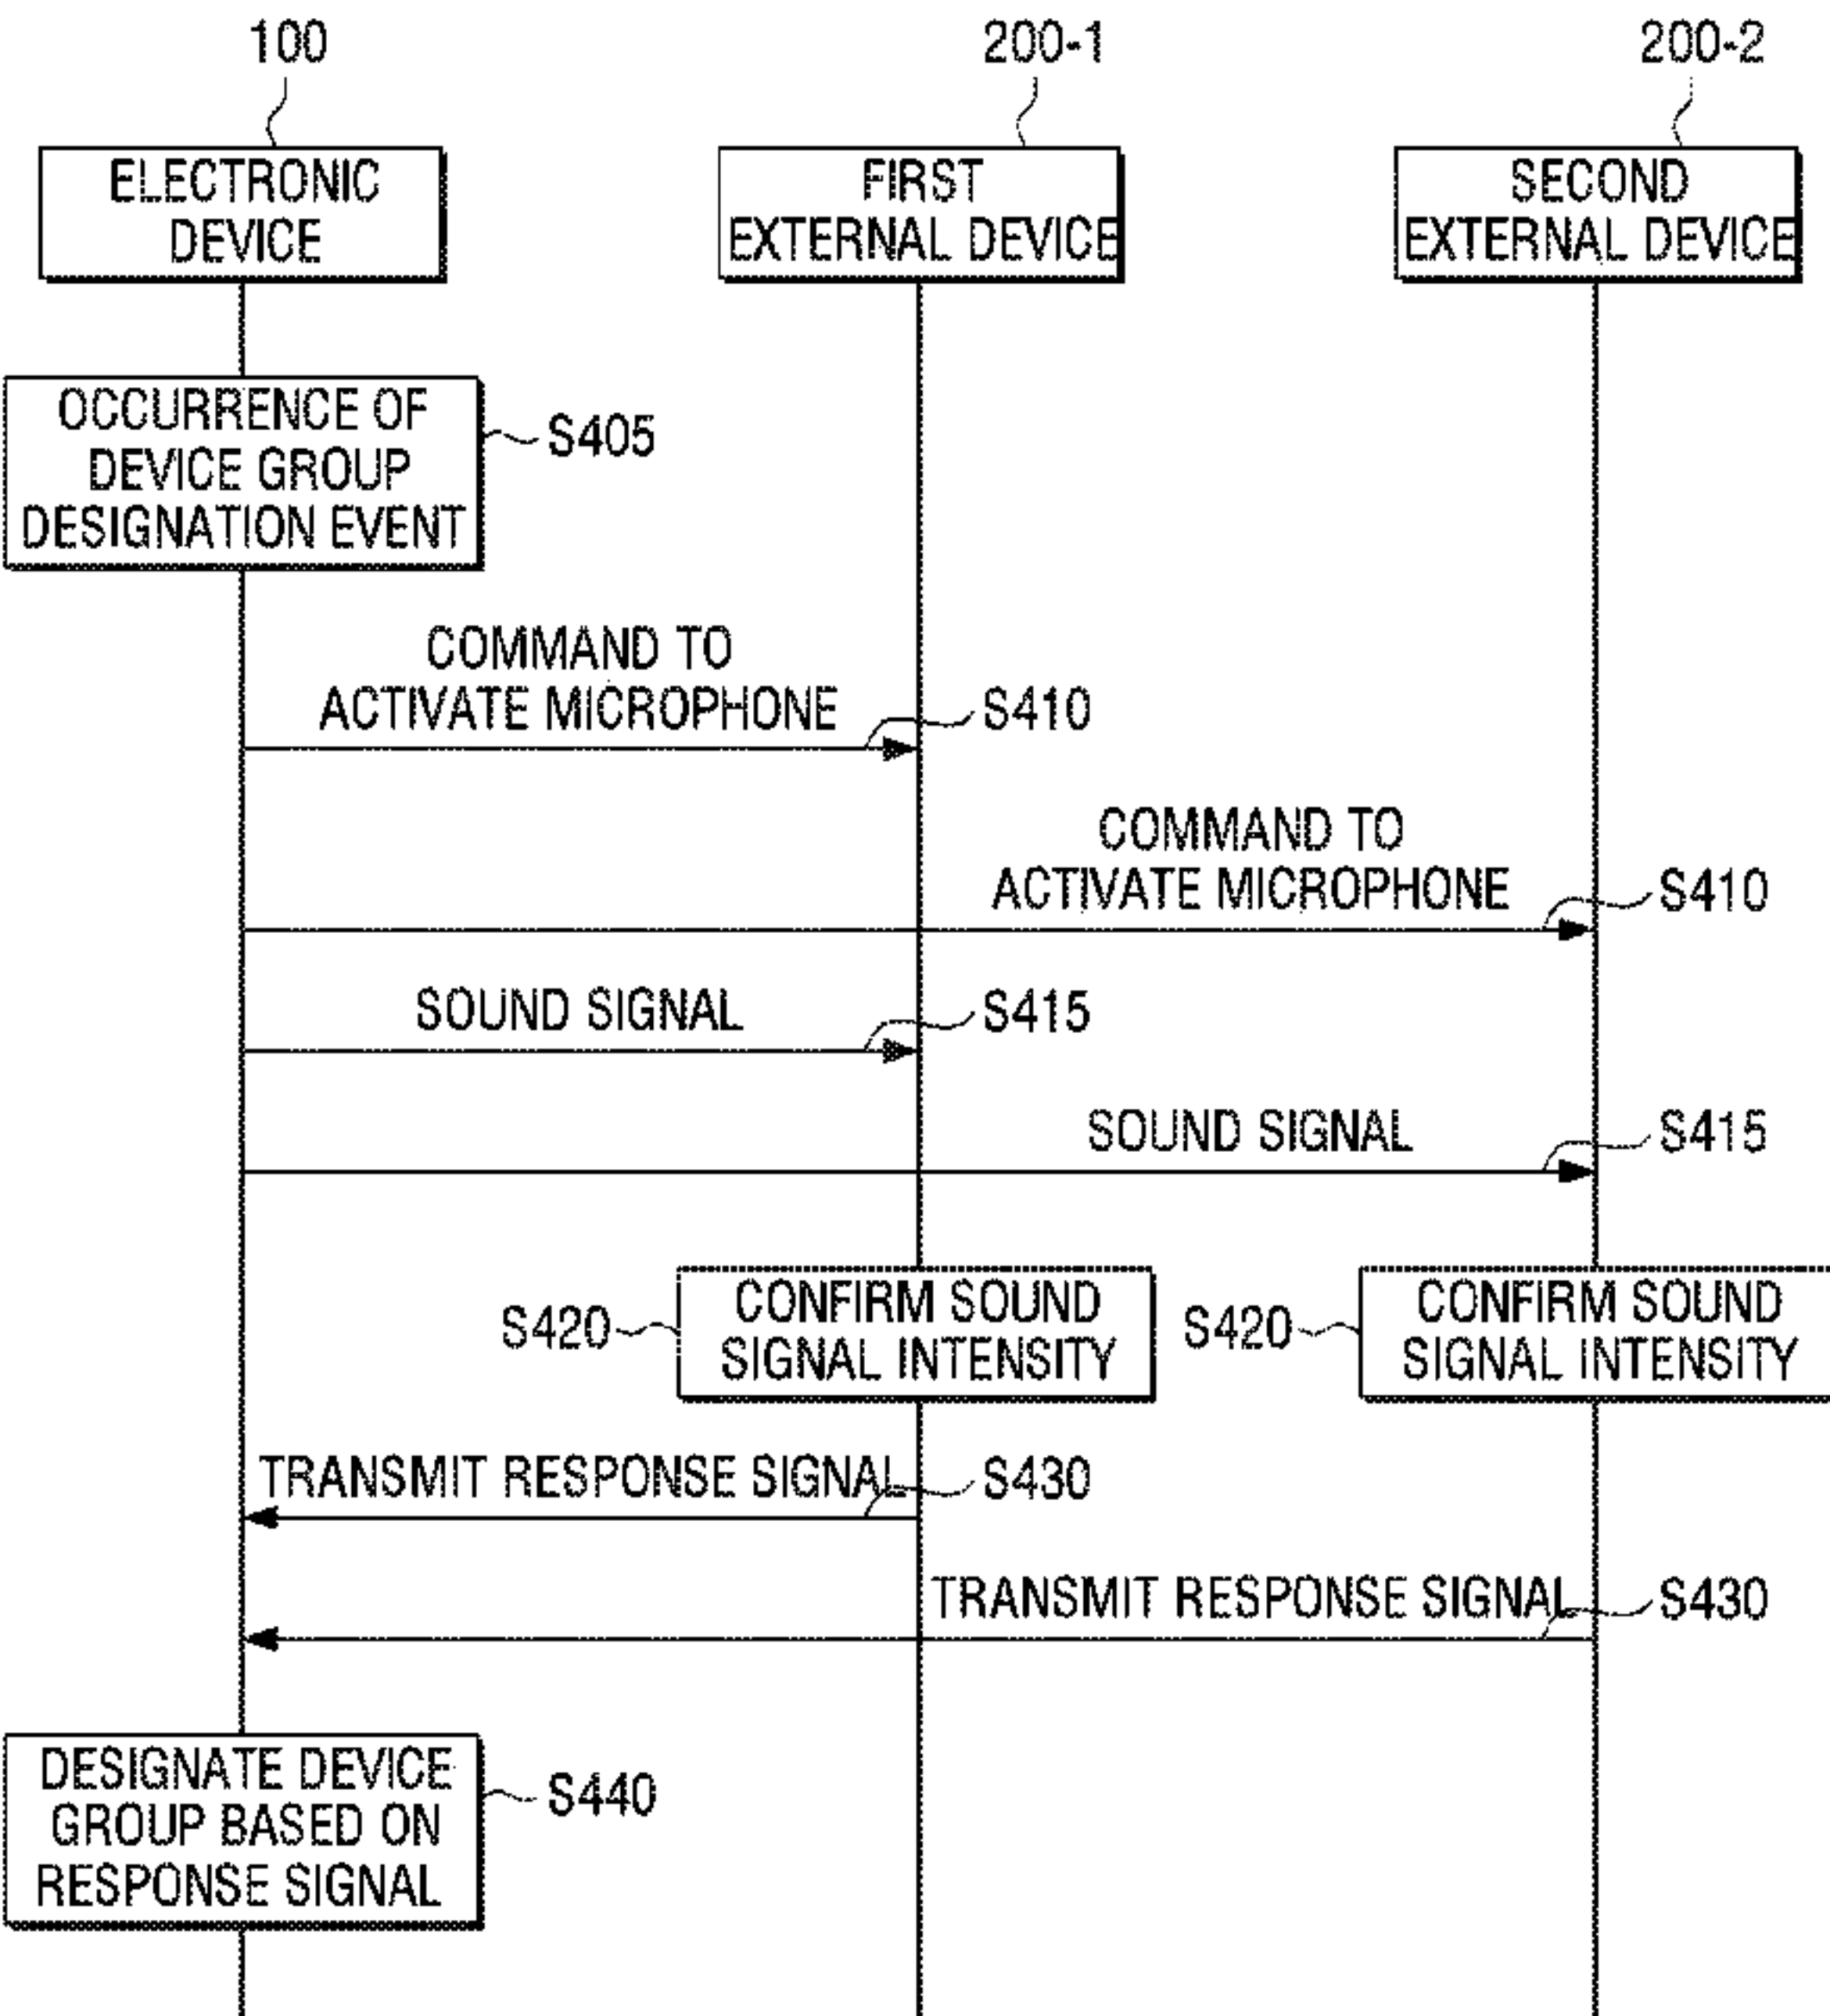 100
200-1
200-2
ELECTRONIC
DEVICE
FIRST
EXTERNAL DEVICE
SECOND
EXTERNAL DEVICE
OCCURRENCE OF
DEVICE GROUP
DESIGNATION EVENT
S405
COMMAND TO
ACTIVATE MICROPHONE
S410
COMMAND TO
ACTIVATE MICROPHONE
S410
SOUND SIGNAL
S415
SOUND SIGNAL
S415
S420
CONFIRM SOUND
SIGNAL INTENSITY
S420
CONFIRM SOUND
SIGNAL INTENSITY
TRANSMIT RESPONSE SIGNAL
S430
TRANSMIT RESPONSE SIGNAL
S430
DESIGNATE DEVICE
GROUP BASED ON
RESPONSE SIGNAL
S440